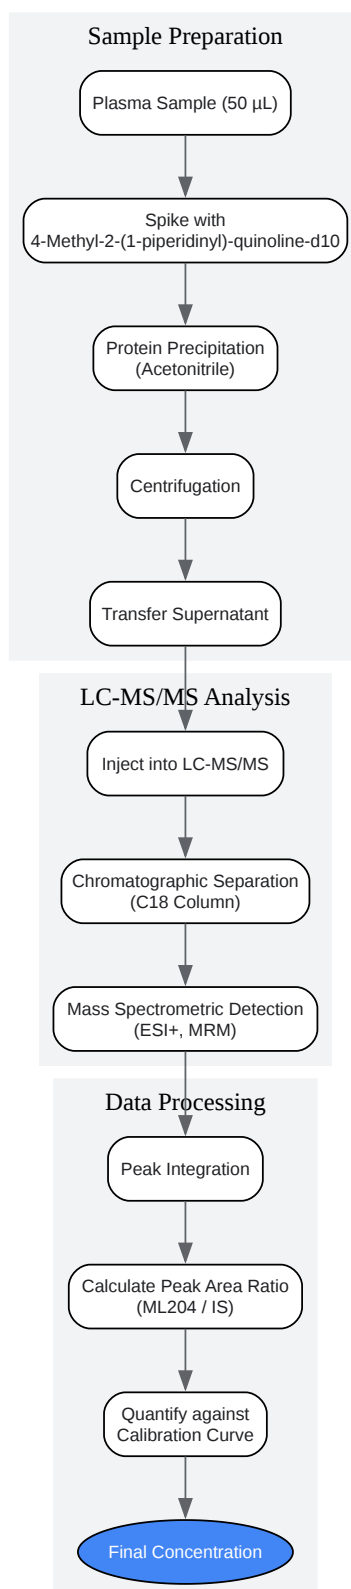 Sample Preparation
Plasma Sample (50 µL)
Spike with
4-Methyl-2-(1-piperidinyl)-quinoline-d10
Protein Precipitation
(Acetonitrile)
Centrifugation
Transfer Supernatant
LC-MS/MS Analysis
Inject into LC-MS/MS
Chromatographic Separation
(C18 Column)
Mass Spectrometric Detection
(ESI+, MRM)
Data Processing
Peak Integration
Calculate Peak Area Ratio
(ML204 / IS)
Quantify against
Calibration Curve
Final Concentration